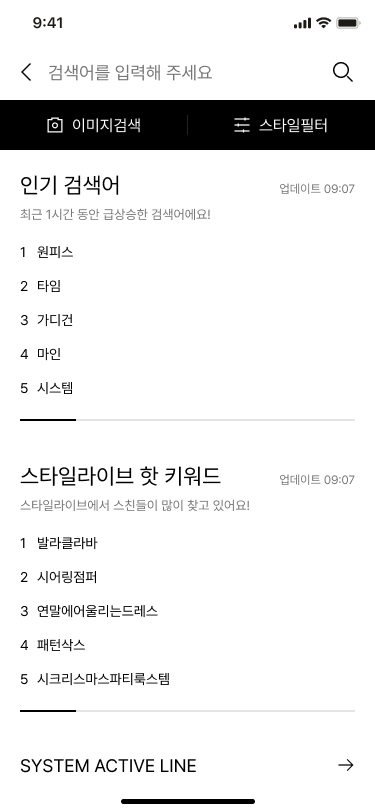 9:41
검색어를 입력해 주세요
이미지검색
스타일필터
인기 검색어
업데이트 09:07
최근 1시간 동안 급상승한 검색어에요!
1 원피스
2 타임
3 가디건
4 마인
5 시스템
스타일라이브 핫 키워드
업데이트 09:07
스타일라이브에서 스친들이 많이 찾고 있어요!
1 발라클라바
2 시어링점퍼
3 연말에어울리는드레스
4 패턴삭스
5 시크리스마스파티룩스템
SYSTEM ACTIVE LINE